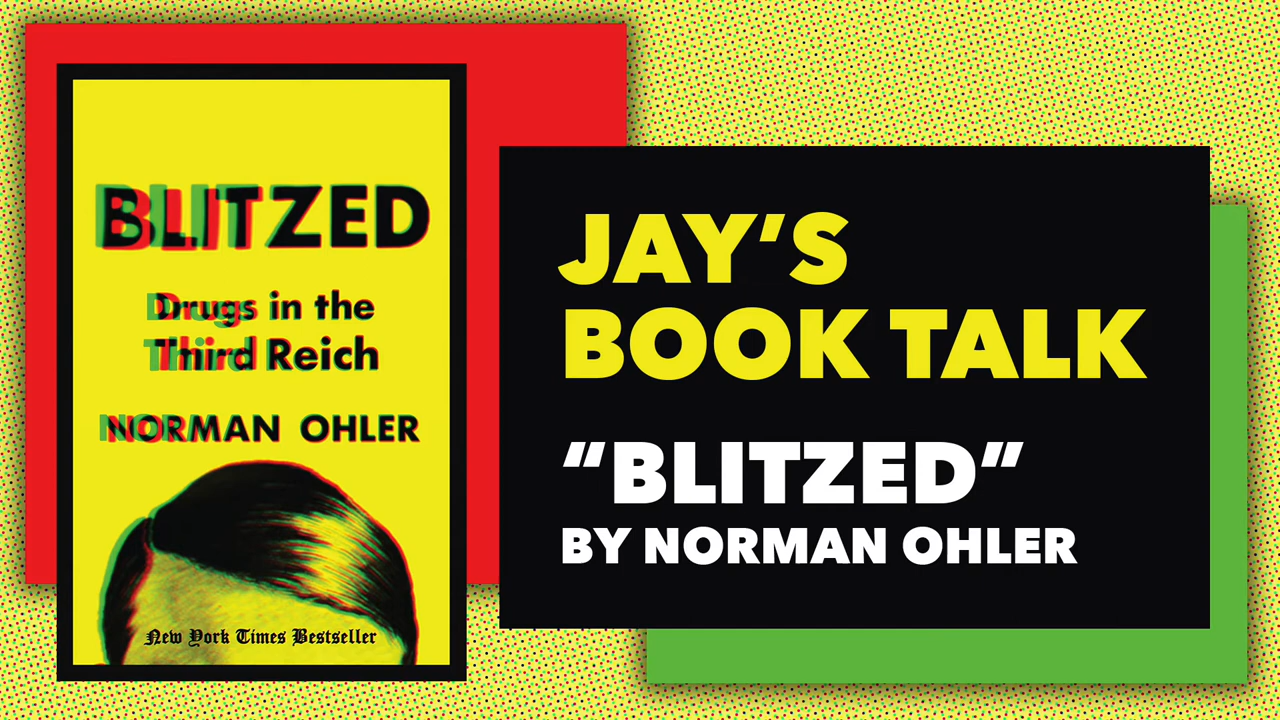 BLITZED
Drugs in the
Third Reich
NORMAN OHLER
New York Times Bestseller
JAY'S
BOOK TALK
“BLITZED”
BY NORMAN OHLER